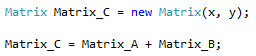 Matrix Matrix_C = new Matrix(x, y);
Matrix_C = Matrix_A + Matrix_B;